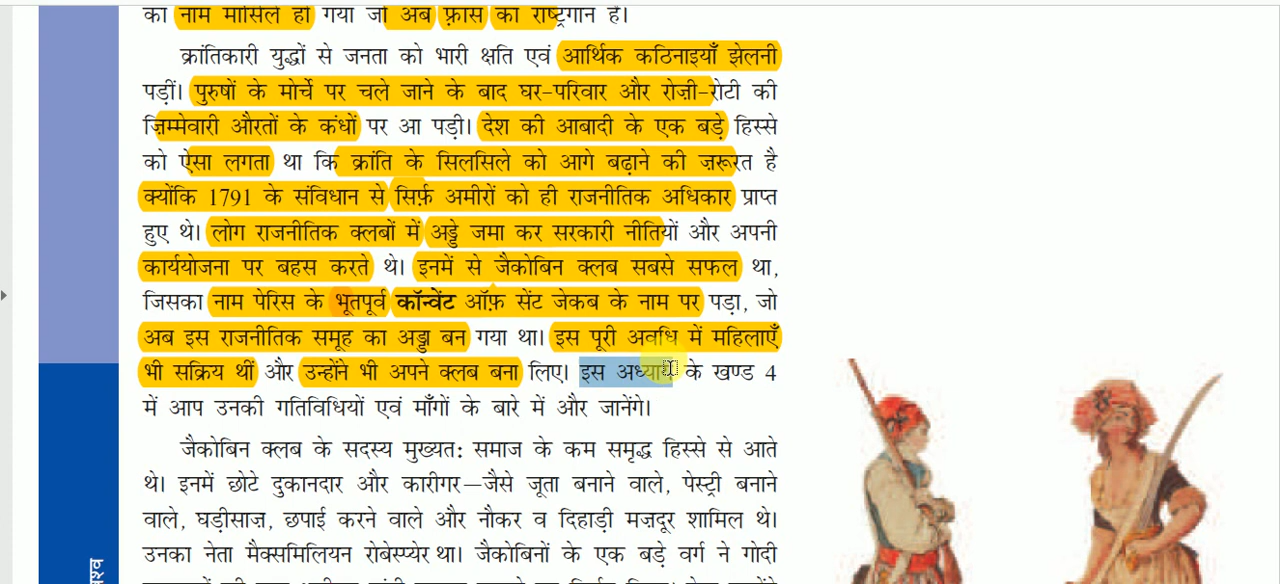 का नाम मार्सिले हो गया जो अब फ़्रांस का राष्ट्रगान है।
क्रांतिकारी युद्धों से जनता को भारी क्षति एवं आर्थिक कठिनाइयाँ झेलनी
पड़ीं। पुरुषों के मोर्चे पर चले जाने के बाद घर-परिवार और रोज़ी-रोटी की
ज़िम्मेवारी औरतों के कंधों पर आ पड़ी। देश की आबादी के एक बड़े हिस्से
को ऐसा लगता था कि क्रांति के सिलसिले को आगे बढ़ाने की ज़रूरत है
क्योंकि 1791 के संविधान से सिर्फ़ अमीरों को ही राजनीतिक अधिकार प्राप्त
हुए थे। लोग राजनीतिक क्लबों में अड्डे जमा कर सरकारी नीतियों और अपनी
कार्ययोजना पर बहस करते थे। इनमें से जैकोबिन क्लब सबसे सफल था,
जिसका नाम पेरिस के भूतपूर्व कॉन्वेंट ऑफ़ सेंट जेकब के नाम पर पड़ा, जो
अब इस राजनीतिक समूह का अड्डा बन गया था। इस पूरी अवधि में महिलाएँ
भी सक्रिय थीं और उन्होंने भी अपने क्लब बना लिए। इस अध्याय के खण्ड 4
में आप उनकी गतिविधियों एवं माँगों के बारे में और जानेंगे।
जैकोबिन क्लब के सदस्य मुख्यत: समाज के कम समृद्ध हिस्से से आते
थे। इनमें छोटे दुकानदार और कारीगर—जैसे जूता बनाने वाले, पेस्ट्री बनाने
वाले, घड़ीसाज, छपाई करने वाले और नौकर व दिहाड़ी मजदूर शामिल थे।
उनका नेता मैक्समिलियन रोबेस्प्येर था। जैकोबिनों के एक बड़े वर्ग ने गोदी